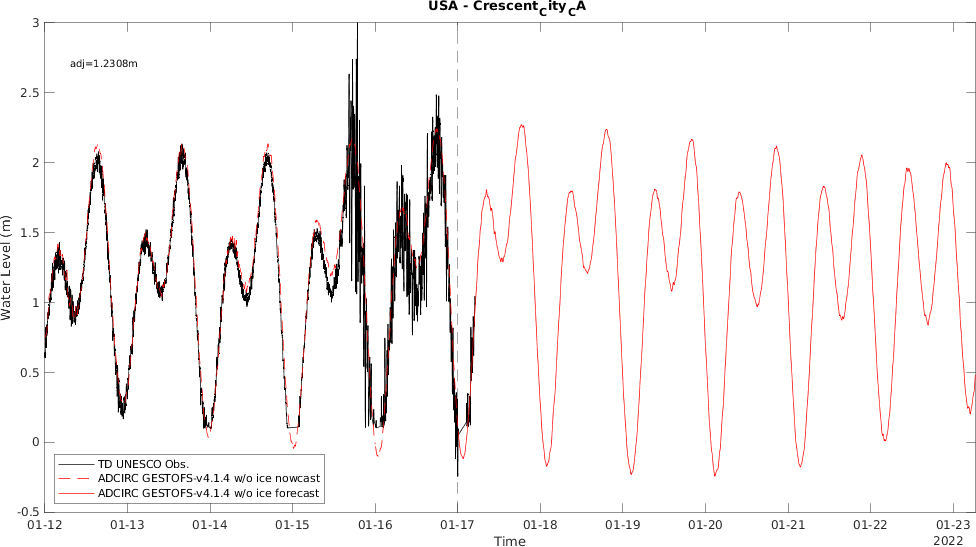 USA - CrescentCityCA
adj=1.2308m
3
2.5
2
1.5
1
0.5
0
-0.5
Water Level (m)
TD UNESCO Obs.
ADCIRC GESTOFS-v4.1.4 w/o ice nowcast
ADCIRC GESTOFS-v4.1.4 w/o ice forecast
01-12 01-13 01-14 01-15 01-16 01-17 01-18 01-19 01-20 01-21 01-22 01-23
Time
2022